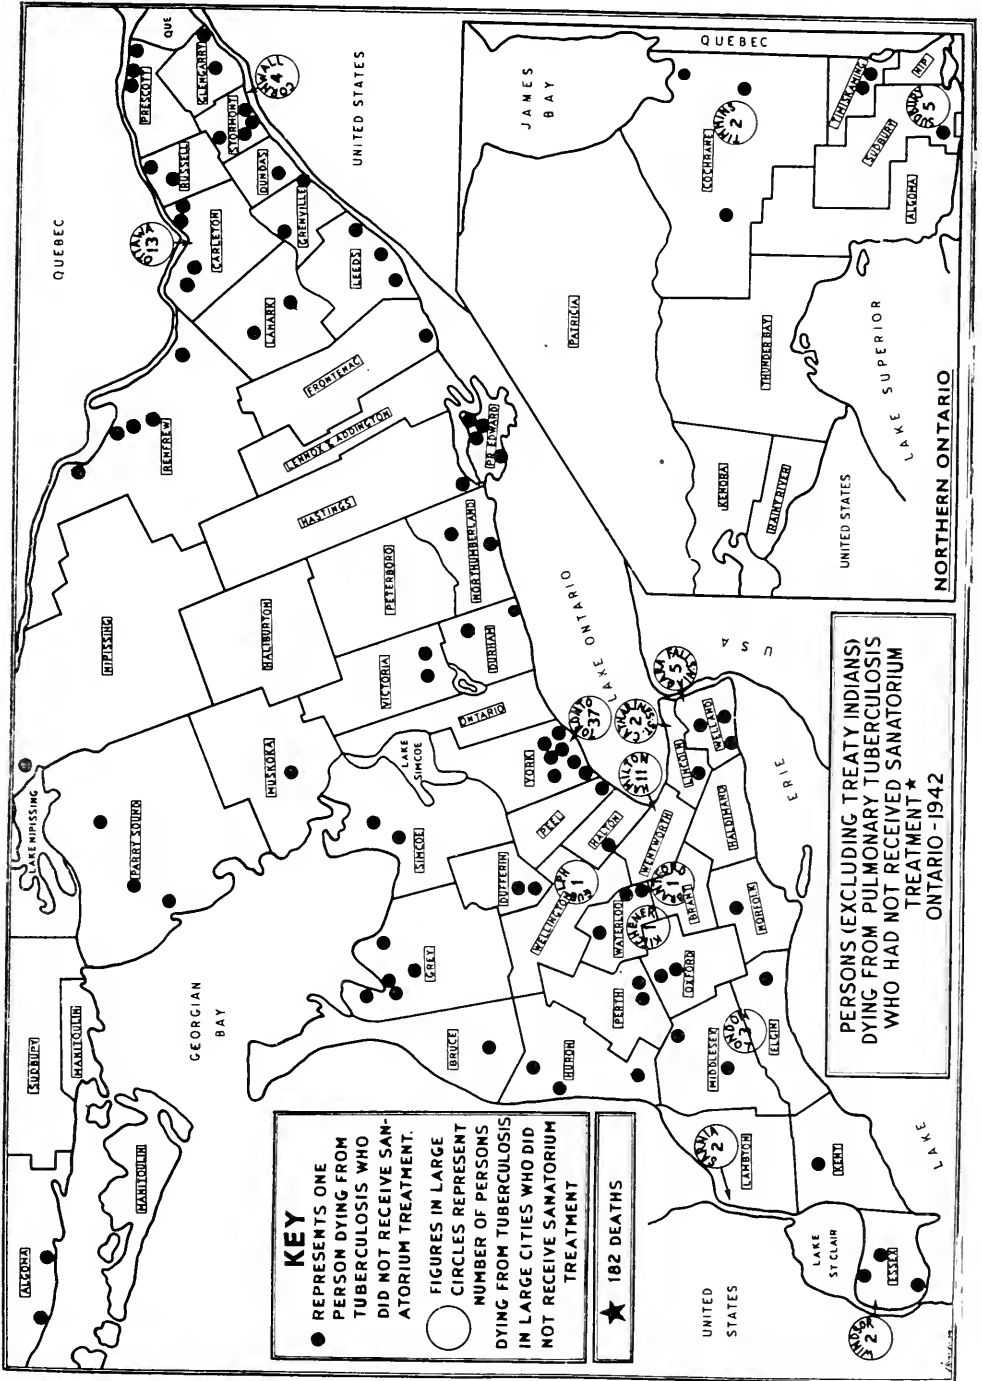 PERSONS (EXCLUDING TREATY INDIANS)
DYING FROM PULMONARY TUBERCULOSIS
WHO HAD NOT RECEIVED SANATORIUM
TREATMENT★
ONTARIO-1942
KEY
REPRESENTS ONE
PERSON DYING FROM
TUBERCULOSIS WHO
DID NOT RECEIVE SAN-
ATORIUM TREATMENT.
FIGURES IN LARGE
CIRCLES REPRESENT
NUMBER OF PERSONS
DYING FROM TUBERCULOSIS
IN LARGE CITIES WHO DID
NOT RECEIVE SANATORIUM
TREATMENT
★ 182 DEATHS
ALGOMA
SUDBURY
MANITOULIN
MANITOULIN
GEORGIAN
BAY
LAKE NIPISSING
PARRY SOUND
NIPISSING
MUSKOKA
HALIBURTON
RENFREW
QUEBEC
QUE
OTTAWA
13
CARLETON
RUSSELL
PRESCOTT
GLENGARRY
STORMONT
CORNWALL
4
DUNDAS
GRENVILLE
LEEDS
LANARK
FRONTENAC
LENNOX & ADDINGTON
HASTINGS
PR EDWARD
PETERBORO
NORTHUMBERLAND
VICTORIA
DURHAM
ONTARIO
LAKE
SIMCOE
SIMCOE
YORK
TORONTO
37
PEEL
HALTON
DUFFERIN
GREY
BRUCE
HURON
WELLINGTON
GUELPH
1
WATERLOO
KITCHENER
1
PERTH
OXFORD
BRANTFORD
1
BRANT
WENTWORTH
HAMILTON
11
LINCOLN
ST. CATHARINES
2
NIAGARA FALLS
5
WELLAND
HALDIMAND
NORFOLK
ELGIN
LONDON
3
MIDDLESEX
LAMBTON
SARNIA
2
KENT
LAKE
ST CLAIR
ESSEX
WINDSOR
2
UNITED
STATES
LAKE
ERIE
U S A
LAKE ONTARIO
UNITED STATES
JAMES
BAY
QUEBEC
COCHRANE
TIMMINS
2
TIMISKAMING
NIP
SUDBURY
5
SUDBURY
ALGOMA
PATRICIA
THUNDER BAY
KENORA
RAINY RIVER
LAKE SUPERIOR
UNITED STATES
NORTHERN ONTARIO